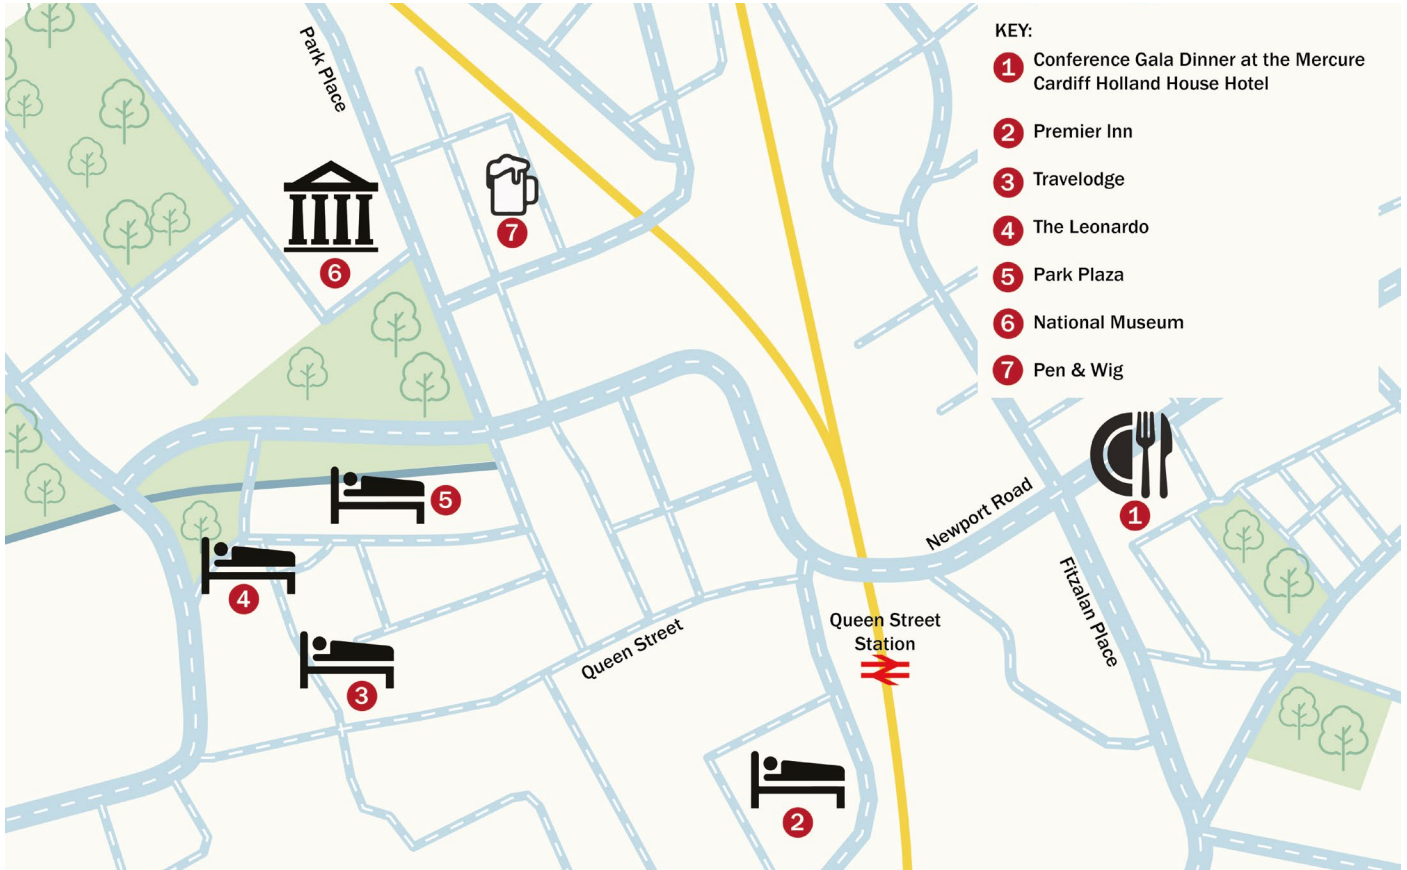 KEY:
1 Conference Gala Dinner at the Mercure
Cardiff Holland House Hotel
2 Premier Inn
3 Travelodge
4 The Leonardo
5 Park Plaza
6 National Museum
7 Pen & Wig
Park Place
7
6
5
4
3
2
1
Newport Road
Fitzalan Place
Queen Street
Station
Queen Street